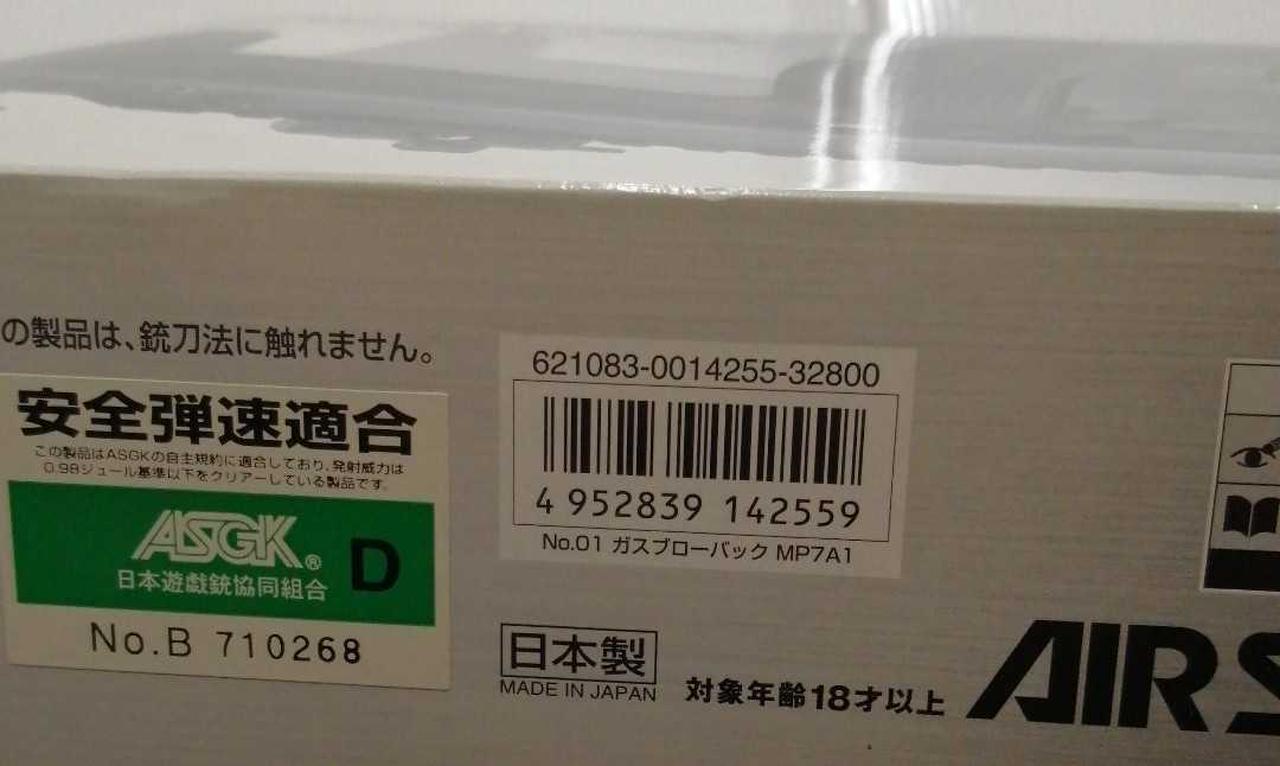 の製品は、銃刀法に触れません。
安全弾速適合
この製品はASGKの自主規約に適合しており、発射威力は
0.98ジュール基準以下をクリアーしている製品です。
ASGK®
日本遊戯銃協同組合
D
No.B 710268
621083-0014255-32800
4 952839 142559
No.01 ガスブローバック MP7A1
日本製
MADE IN JAPAN
対象年齢18才以上
AIR S